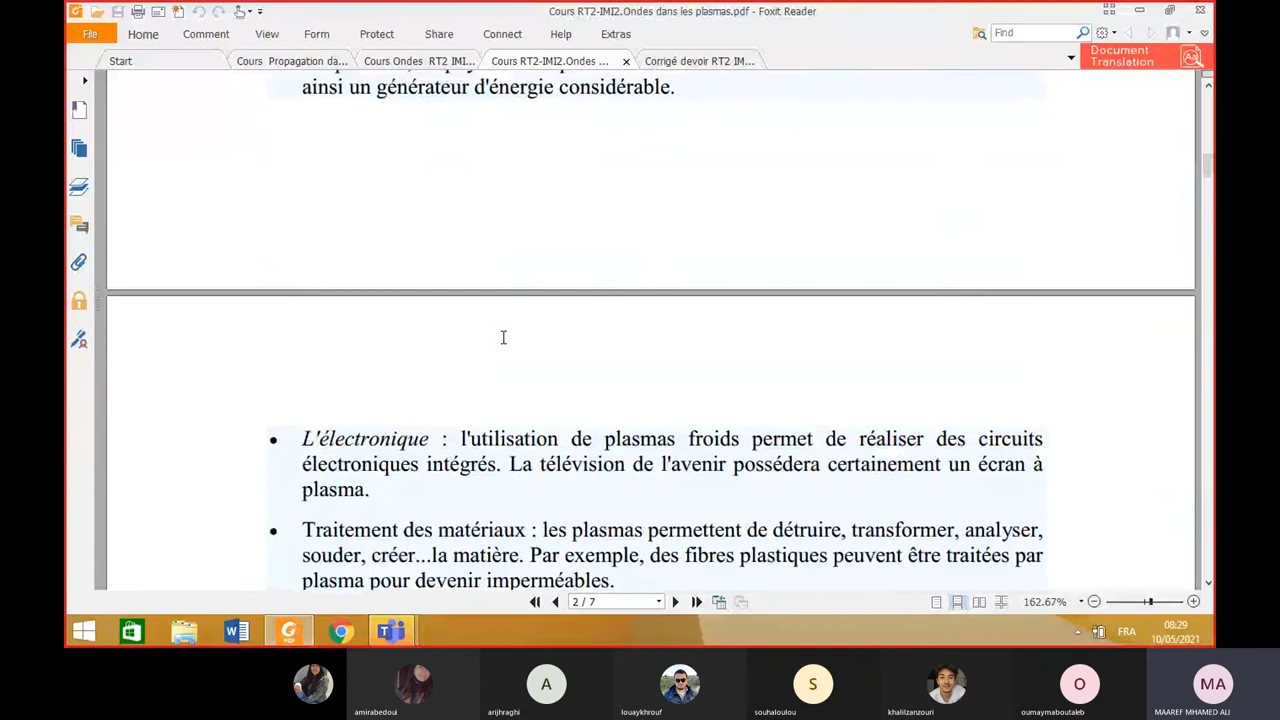 Cours RT2-IMI2.Ondes dans les plasmas.pdf - Foxit Reader
File Home Comment View Form Protect Share Connect Help Extras Find
Document
Translation
Start Cours Propagation da... Cours Ondes RT2 IMI... Cours RT2-IMI2.Ondes ... Corrigé devoir RT2 IM...
ainsi un générateur d'énergie considérable.
• L'électronique : l'utilisation de plasmas froids permet de réaliser des circuits
électroniques intégrés. La télévision de l'avenir possédera certainement un écran à
plasma.
• Traitement des matériaux : les plasmas permettent de détruire, transformer, analyser,
souder, créer...la matière. Par exemple, des fibres plastiques peuvent être traitées par
plasma pour devenir imperméables.
2 / 7 162.67%
FRA 08:29
10/05/2021
A S O MA
amirabedoui arijhraghi louaykhrouf souhaloulou khalilzanzouri oumaymaboutaleb MAAREF MHAMED ALI